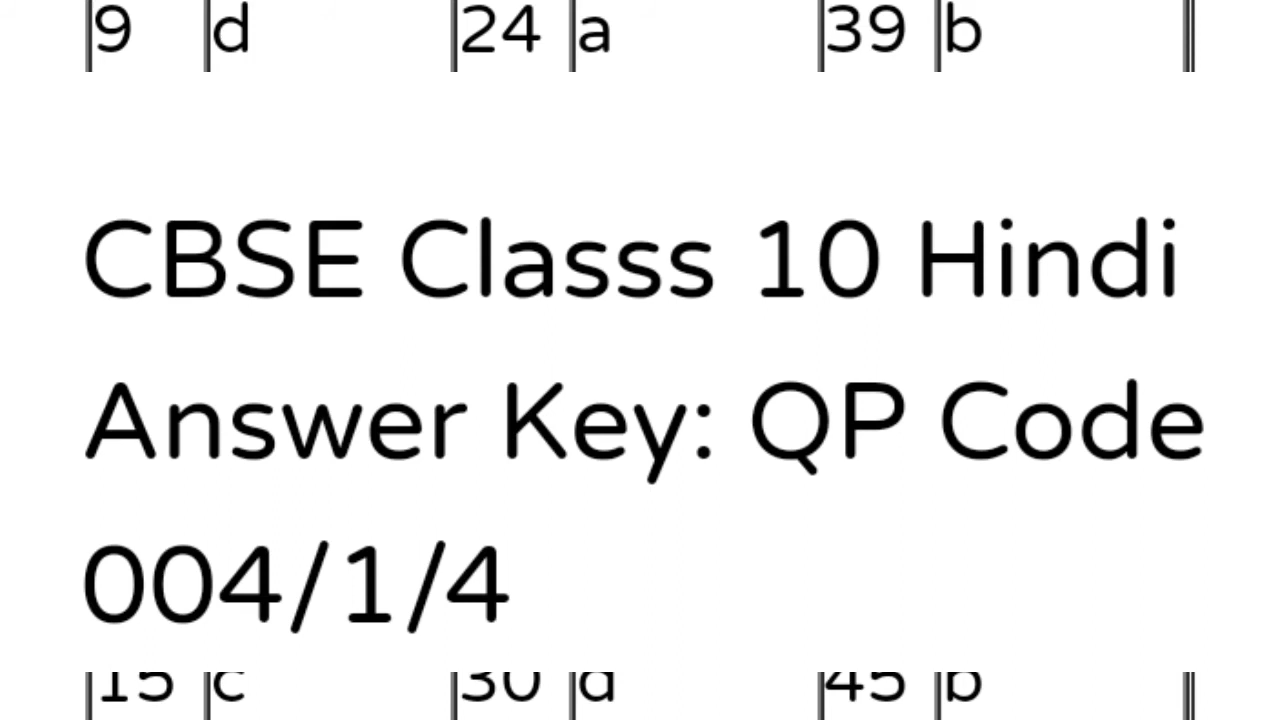 9 d 24 a 39 b
CBSE Classs 10 Hindi
Answer Key: QP Code
004/1/4
15 c 30 d 45 b